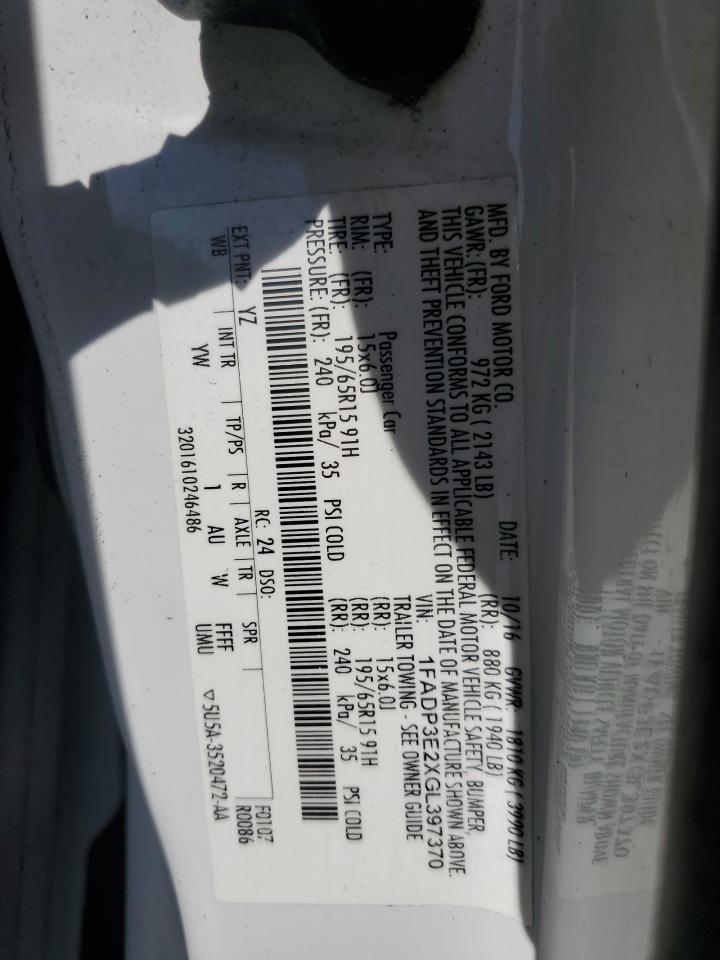 MFD. BY FORD MOTOR CO. DATE: 10/16 GVWR: 1810 KG ( 3990 LB)
GAWR: (FR): 972 KG ( 2143 LB) (RR): 880 KG ( 1940 LB)
THIS VEHICLE CONFORMS TO ALL APPLICABLE FEDERAL MOTOR VEHICLE SAFETY, BUMPER,
AND THEFT PREVENTION STANDARDS IN EFFECT ON THE DATE OF MANUFACTURE SHOWN ABOVE.
VIN: 1FADP3E2XGL397370
TYPE: Passenger Car TRAILER TOWING - SEE OWNER GUIDE
RIM: (FR): 15x6.0J (RR): 15x6.0J
TIRE: (FR): 195/65R15 91H (RR): 195/65R15 91H
PRESSURE: (FR): 240 kPa/ 35 PSI COLD (RR): 240 kPa/ 35 PSI COLD
EXT PNT: YZ RC: 24 DSO: F0107
WB INT TR TP/PS R AXLE TR SPR R0086
YW 1 AU W FFFF
UMU
3201610246486 ▽5U5A-3520472-AA